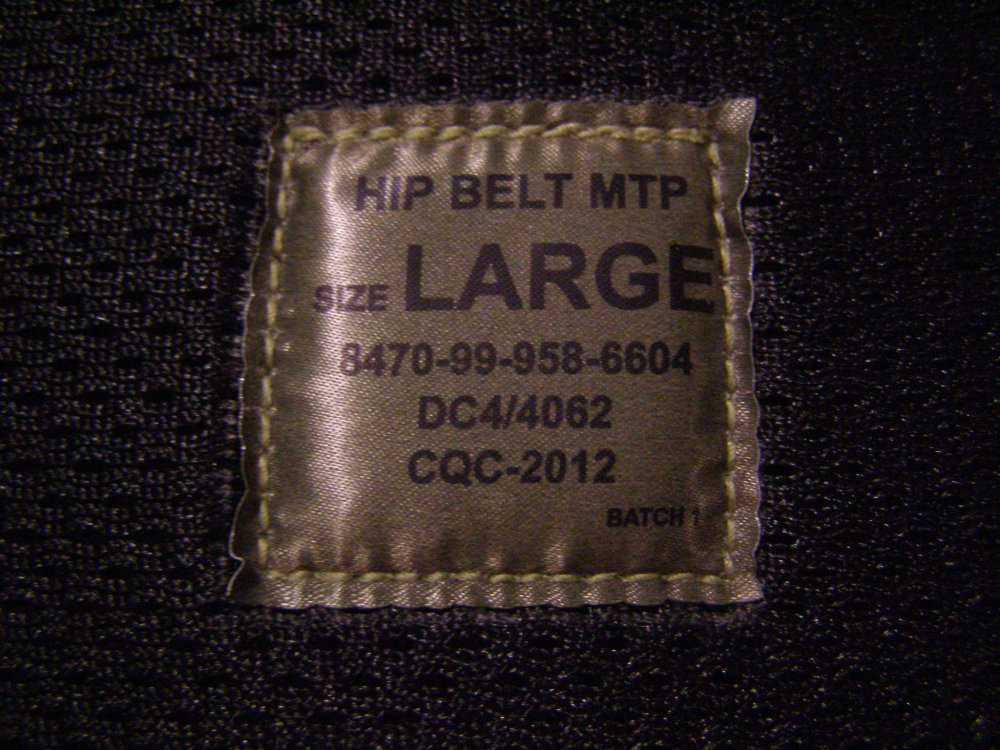 HIP BELT MTP
SIZE LARGE
8470-99-958-6604
DC4/4062
CQC-2012
BATCH 1